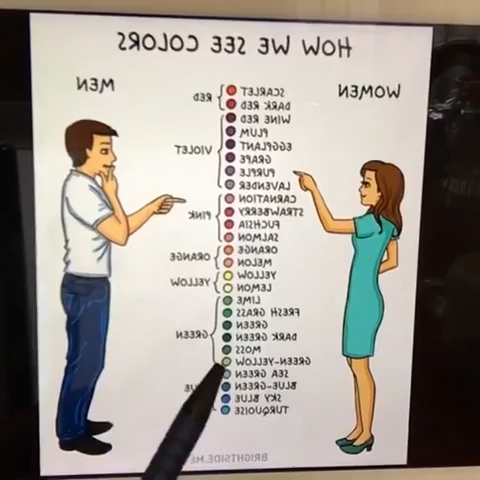 HOW WE SEE COLORS
WOMEN
MEN
SCARLET
DARK RED
RED
WINE RED
PLUM
EGGPLANT
GRAPE
PURPLE
LAVENDER
VIOLET
CARNATION
STRAWBERRY
FUCHSIA
SALMON
PINK
ORANGE
MELON
ORANGE
YELLOW
LEMON
YELLOW
LIME
FRESH GRASS
GREEN
DARK GREEN
MOSS
GREEN-YELLOW
GREEN
SEA GREEN
BLUE-GREEN
SKY BLUE
TURQUOISE
BRIGHTSIDE.ME